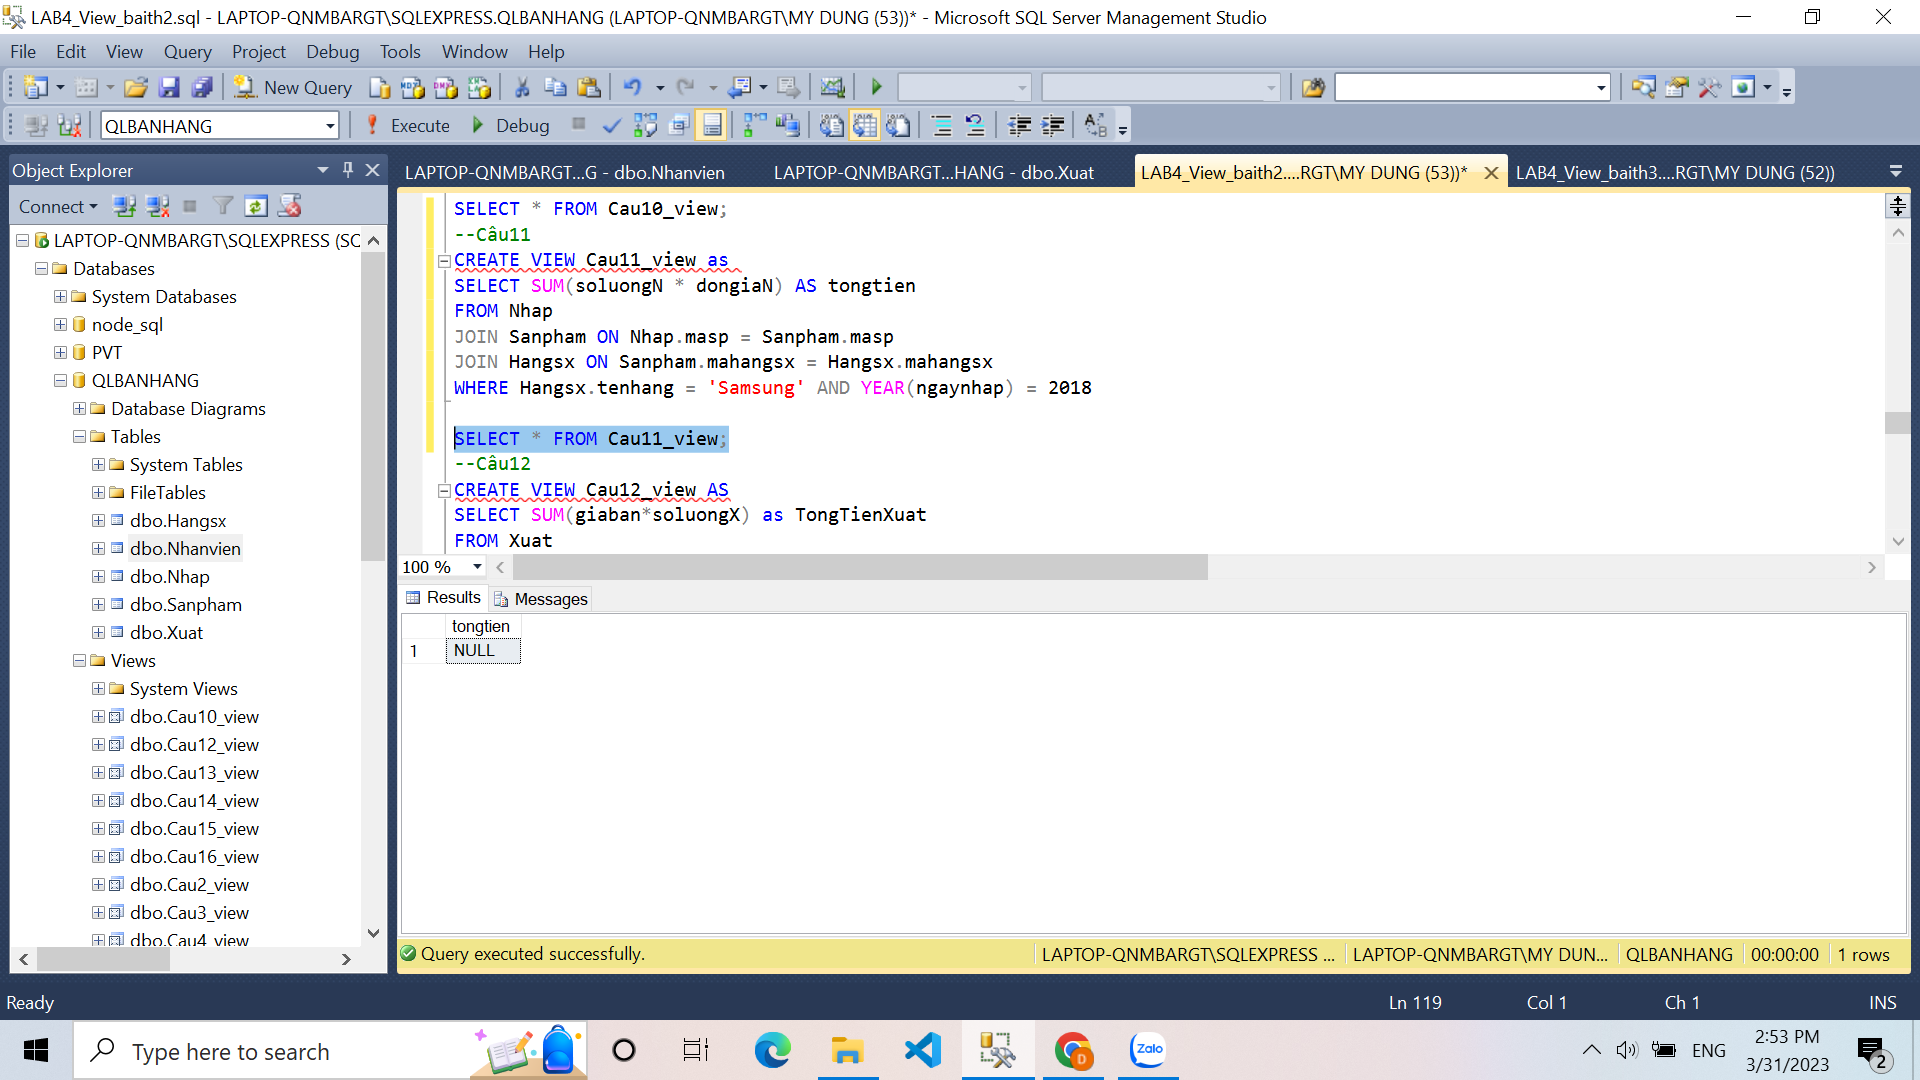 LAB4_View_baith2.sql - LAPTOP-QNMBARGT\SQLEXPRESS.QLBANHANG (LAPTOP-QNMBARGT\MY DUNG (53))* - Microsoft SQL Server Management Studio
File Edit View Query Project Debug Tools Window Help
New Query
QLBANHANG Execute Debug
Object Explorer
Connect
LAPTOP-QNMBARGT\SQLEXPRESS (SC
Databases
System Databases
node_sql
PVT
QLBANHANG
Database Diagrams
Tables
System Tables
FileTables
dbo.Hangsx
dbo.Nhanvien
dbo.Nhap
dbo.Sanpham
dbo.Xuat
Views
System Views
dbo.Cau10_view
dbo.Cau12_view
dbo.Cau13_view
dbo.Cau14_view
dbo.Cau15_view
dbo.Cau16_view
dbo.Cau2_view
dbo.Cau3_view
dbo.Cau4_view
LAPTOP-QNMBARGT...G - dbo.Nhanvien LAPTOP-QNMBARGT...HANG - dbo.Xuat LAB4_View_baith2....RGT\MY DUNG (53))* LAB4_View_baith3....RGT\MY DUNG (52))
SELECT * FROM Cau10_view;
--Câu11
CREATE VIEW Cau11_view as
SELECT SUM(soluongN * dongiaN) AS tongtien
FROM Nhap
JOIN Sanpham ON Nhap.masp = Sanpham.masp
JOIN Hangsx ON Sanpham.mahangsx = Hangsx.mahangsx
WHERE Hangsx.tenhang = 'Samsung' AND YEAR(ngaynhap) = 2018
SELECT * FROM Cau11_view;
--Câu12
CREATE VIEW Cau12_view AS
SELECT SUM(giaban*soluongX) as TongTienXuat
FROM Xuat
100 %
Results Messages
tongtien
1 NULL
Query executed successfully. LAPTOP-QNMBARGT\SQLEXPRESS ... LAPTOP-QNMBARGT\MY DUN... QLBANHANG 00:00:00 1 rows
Ready Ln 119 Col 1 Ch 1 INS
Type here to search
Zalo
ENG
2:53 PM
3/31/2023
2